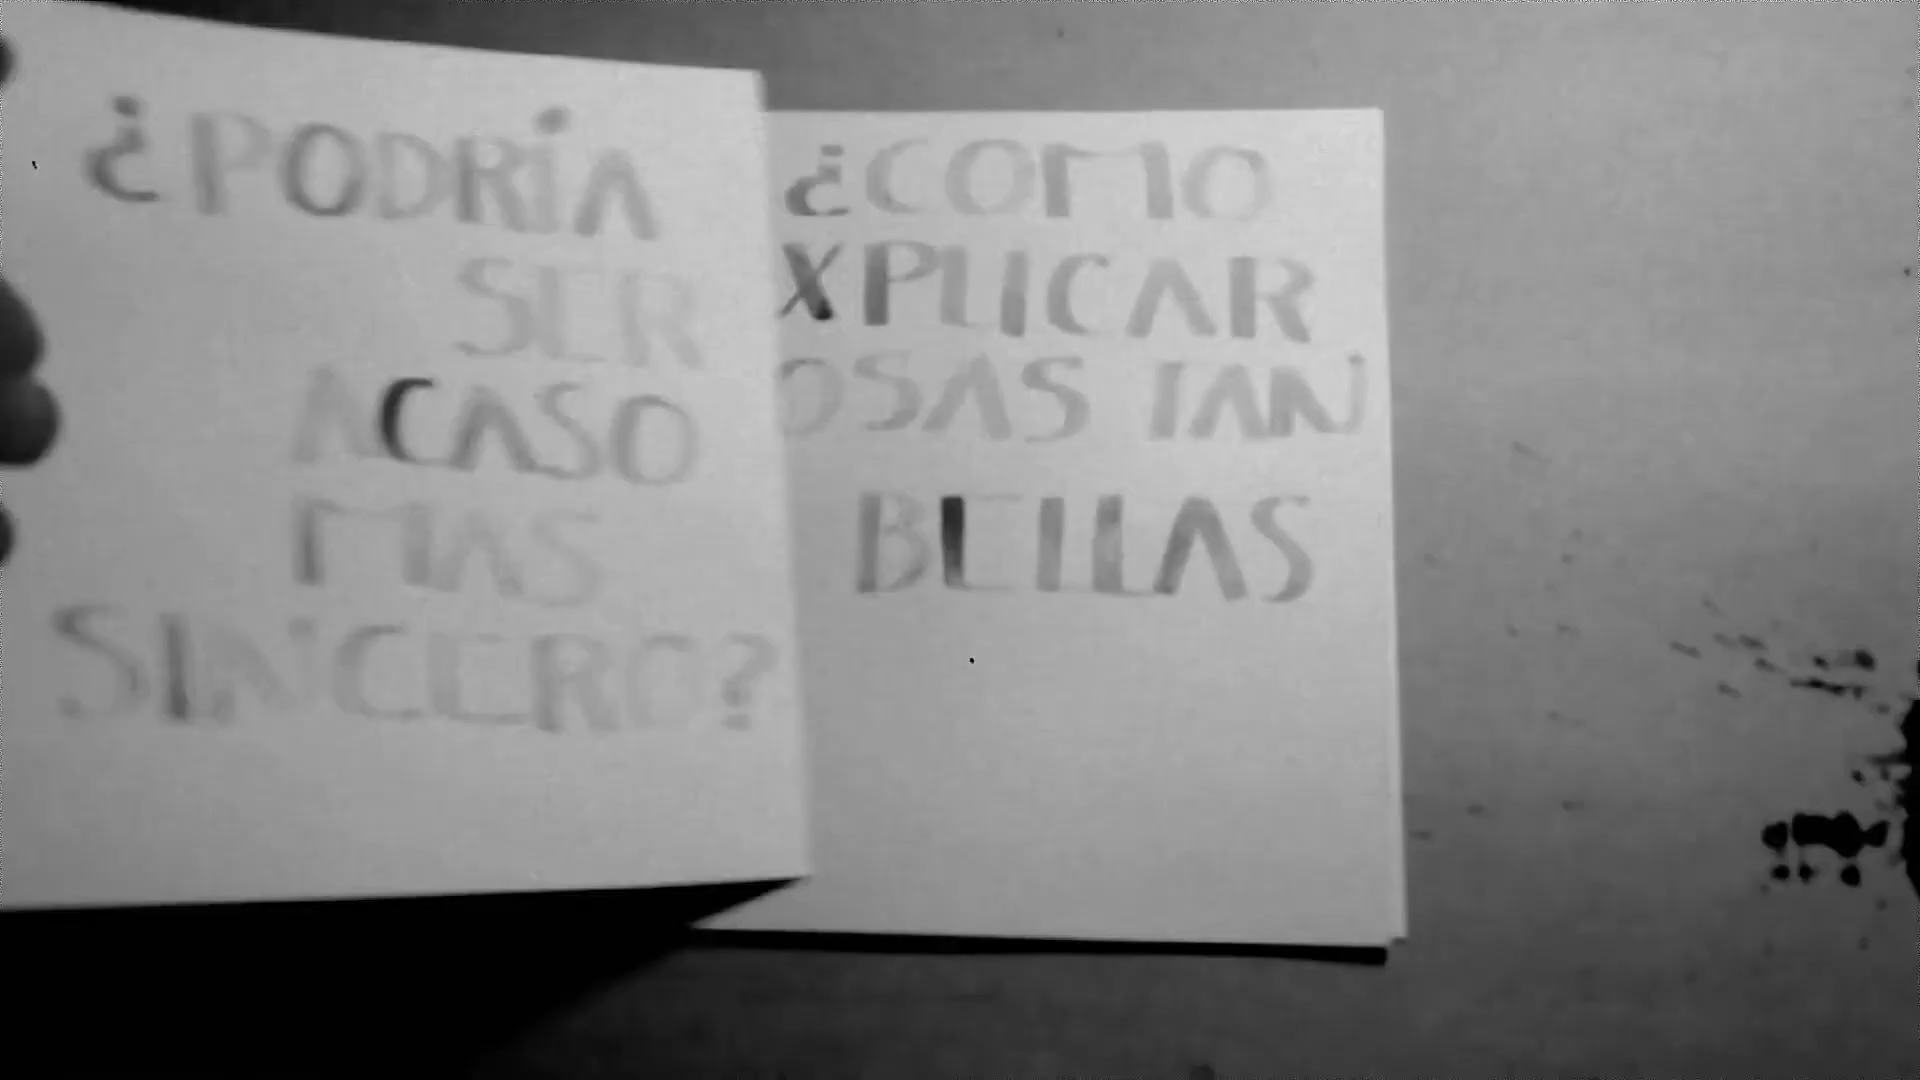 ¿PODRÍA
SER
ACASO
MAS
SINCERO?
¿COMO
XPLICAR
OSAS TAN
BELLAS